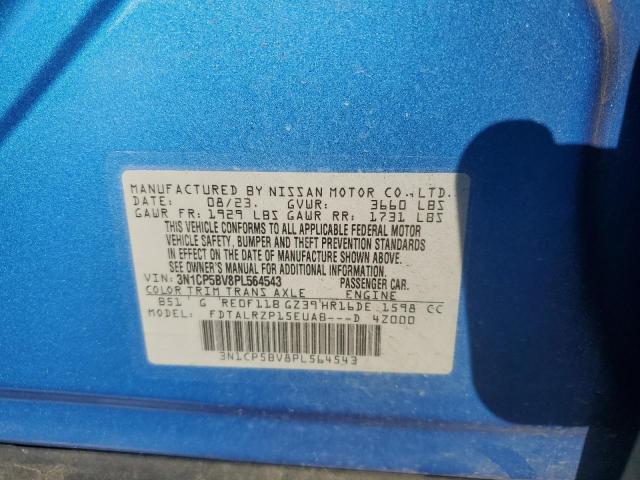 MANUFACTURED BY NISSAN MOTOR CO.,LTD.
DATE: 08/23. GVWR: 3660 LBS
GAWR FR: 1929 LBS GAWR RR: 1731 LBS
THIS VEHICLE CONFORMS TO ALL APPLICABLE FEDERAL MOTOR
VEHICLE SAFETY, BUMPER AND THEFT PREVENTION STANDARDS
IN EFFECT ON THE DATE OF MANUFACTURE SHOWN ABOVE.
SEE OWNER'S MANUAL FOR ADDITIONAL INFORMATION
VIN: 3N1CP5BV8PL564543 PASSENGER CAR.
COLOR TRIM TRANS AXLE ENGINE
B51 G RE0F11B GZ39 HR16DE 1598 CC
MODEL: FDTALRZP15EUAB---D 4Z000
3N1CP5BV8PL564543